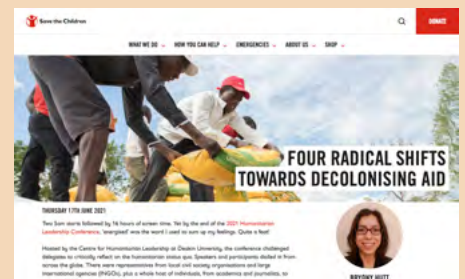 Save the Children
DONATE
WHAT WE DO HOW YOU CAN HELP EMERGENCIES ABOUT US SHOP
FOUR RADICAL SHIFTS
TOWARDS DECOLONISING AID
THURSDAY 17TH JUNE 2021
Two 5am starts followed by 16 hours of screen time. Yet by the end of the 2021 Humanitarian
Leadership Conference, 'energised' was the word I used to sum up my feelings. Quite a feat!
Hosted by the Centre for Humanitarian Leadership at Deakin University, the conference challenged
delegates to critically reflect on the humanitarian status quo. Speakers and participants dialled in from
across the globe. There were representatives from local civil society organisations and large
international agencies (INGOs), plus a whole host of individuals, from academics and journalists, to